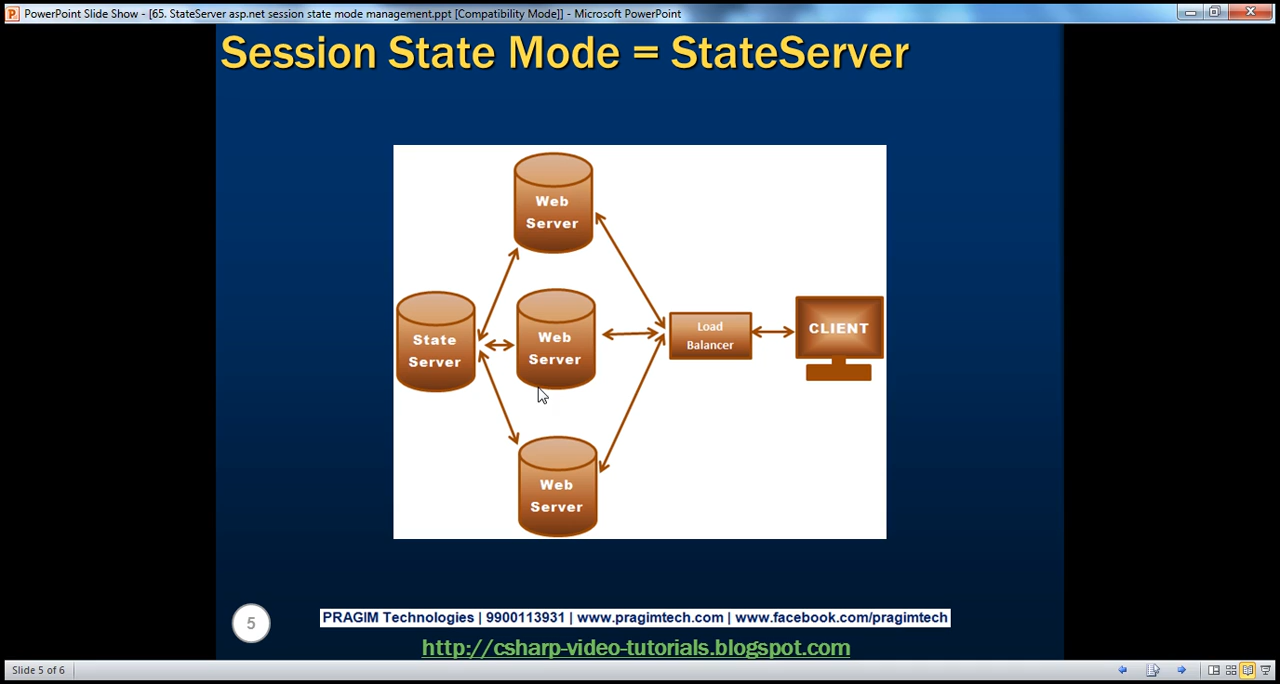 PowerPoint Slide Show - [65. StateServer asp.net session state mode management.ppt [Compatibility Mode]] - Microsoft PowerPoint
Session State Mode = StateServer
Web
Server
State
Server
Web
Server
Load
Balancer
CLIENT
Web
Server
5
PRAGIM Technologies | 9900113931 | www.pragimtech.com | www.facebook.com/pragimtech
http://csharp-video-tutorials.blogspot.com
Slide 5 of 6